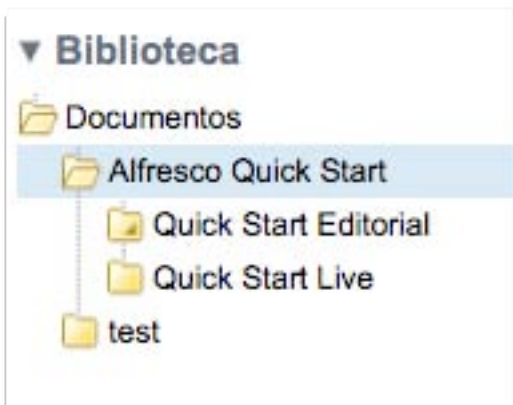 Biblioteca
Documentos
Alfresco Quick Start
Quick Start Editorial
Quick Start Live
test